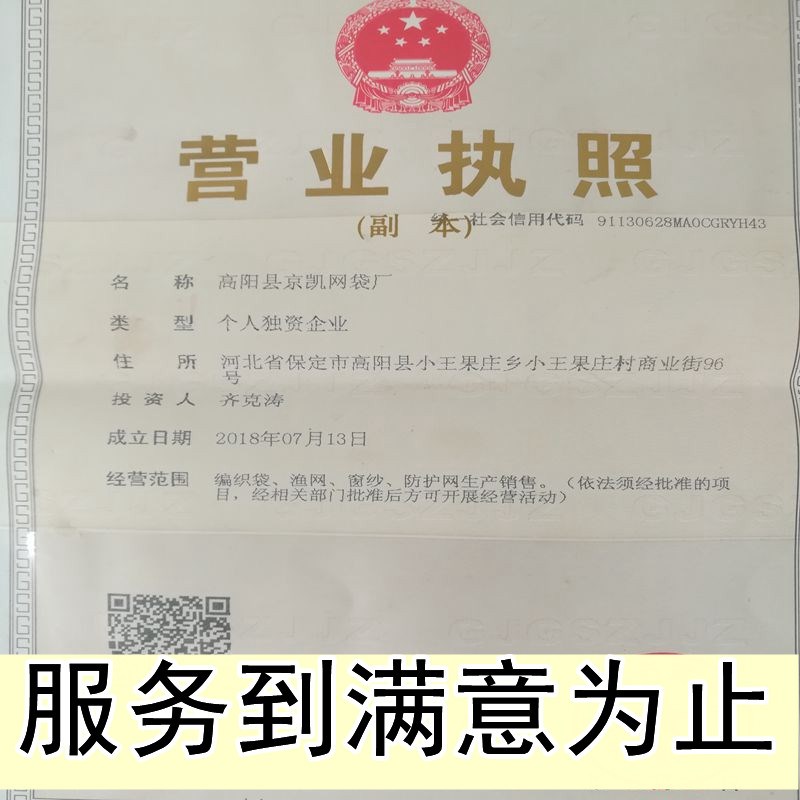 营业执照
(副 本)
统一社会信用代码 91130628MA0CGRYH43
名 称 高阳县京凯网袋厂
类 型 个人独资企业
住 所 河北省保定市高阳县小王果庄乡小王果庄村商业街96
号
投资人 齐克涛
成立日期 2018年07月13日
经营范围 编织袋、渔网、窗纱、防护网生产销售。（依法须经批准的项
目，经相关部门批准后方可开展经营活动）
服务到满意为止